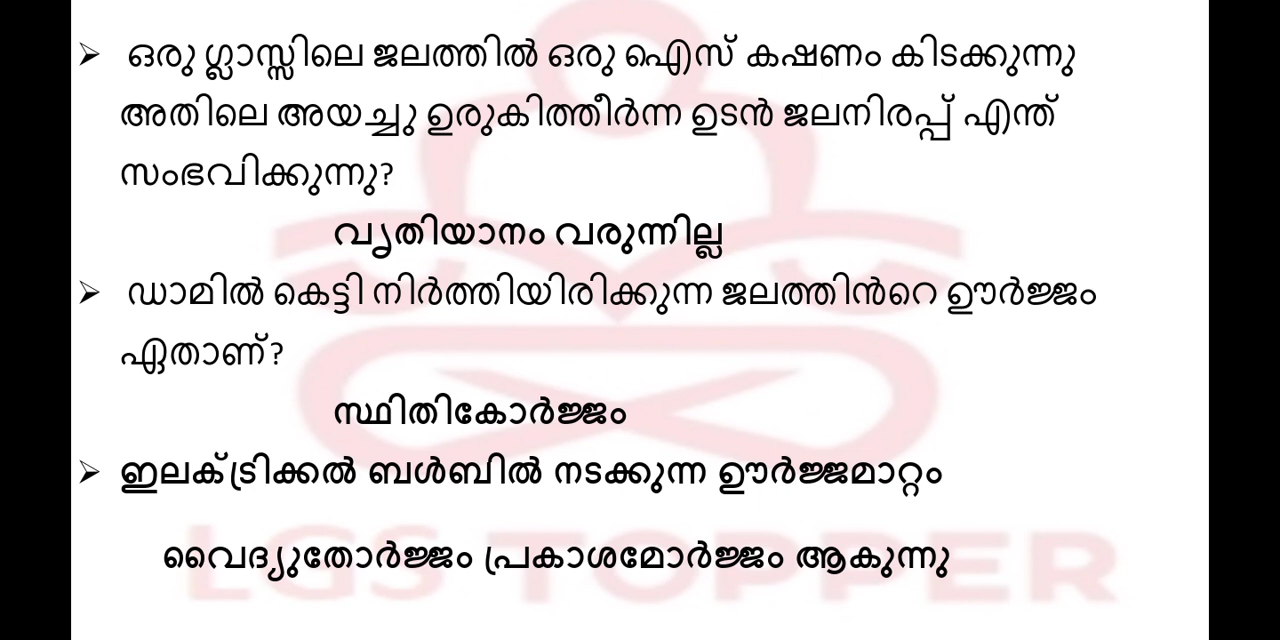 ➢ ഒരു ഗ്ലാസ്സിലെ ജലത്തിൽ ഒരു ഐസ് കഷണം കിടക്കുന്നു
അതിലെ അയച്ചു ഉരുകിത്തീർന്ന ഉടൻ ജലനിരപ്പ് എന്ത്
സംഭവിക്കുന്നു?
വൃതിയാനം വരുന്നില്ല
➢ ഡാമിൽ കെട്ടി നിർത്തിയിരിക്കുന്ന ജലത്തിൻറെ ഊർജ്ജം
ഏതാണ്?
സ്ഥിതികോർജ്ജം
➢ ഇലക്ട്രിക്കൽ ബൾബിൽ നടക്കുന്ന ഊർജ്ജമാറ്റം
വൈദ്യുതോർജ്ജം പ്രകാശമോർജ്ജം ആകുന്നു
LGS TOPPER